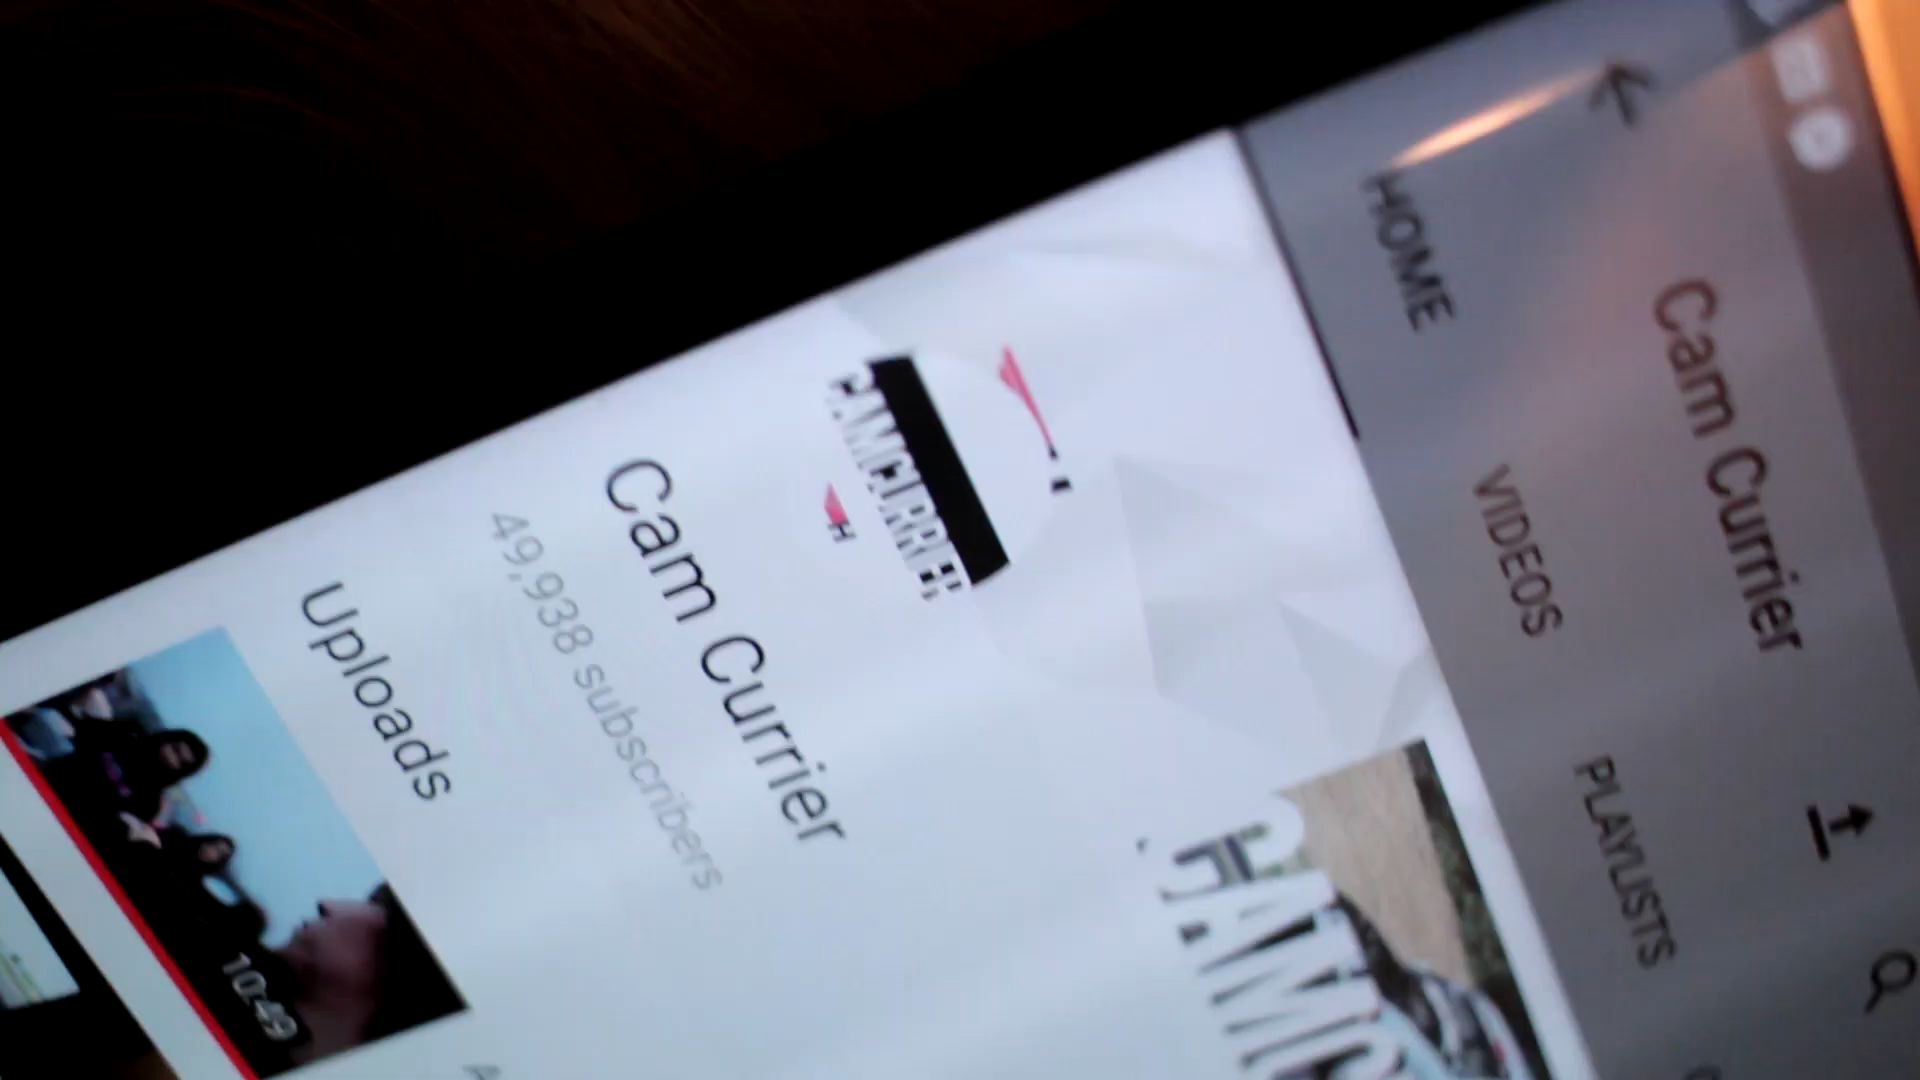 Cam Currier
HOME
VIDEOS
PLAYLISTS
Cam Currier
49,938 subscribers
Uploads
10:49